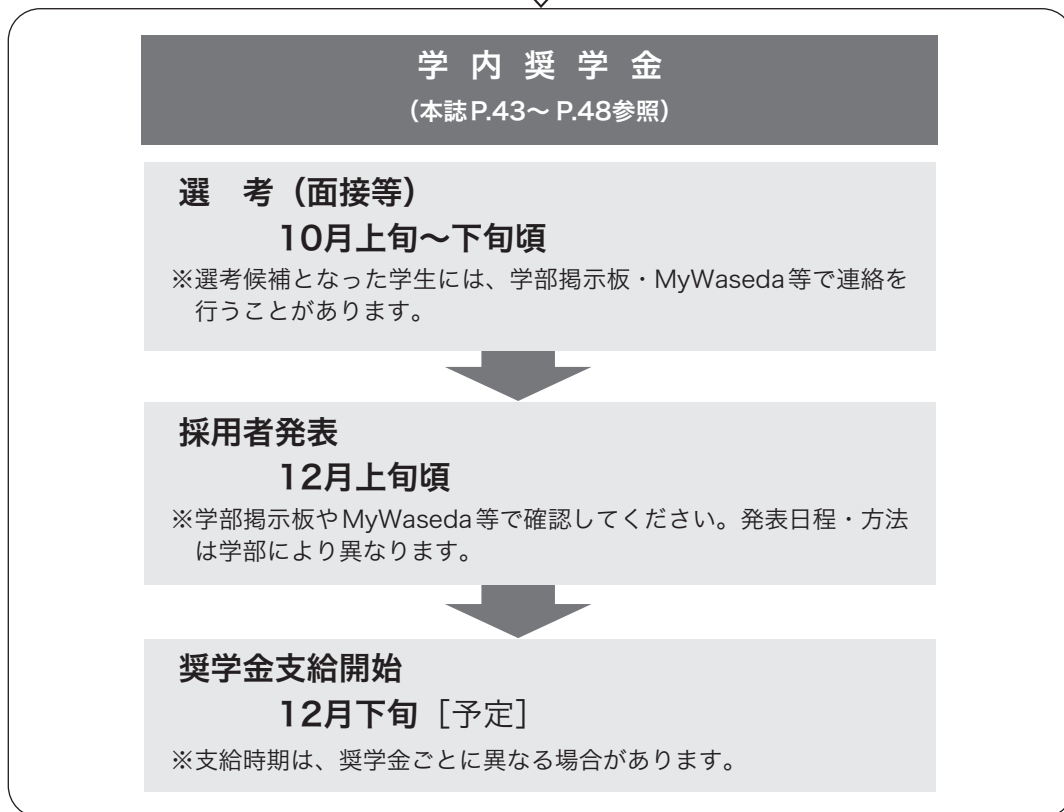 学内奨学金
（本誌P.43～P.48参照）
選　考（面接等）
10月上旬～下旬頃
※選考候補となった学生には、学部掲示板・MyWaseda等で連絡を
行うことがあります。
採用者発表
12月上旬頃
※学部掲示板やMyWaseda等で確認してください。発表日程・方法
は学部により異なります。
奨学金支給開始
12月下旬［予定］
※支給時期は、奨学金ごとに異なる場合があります。